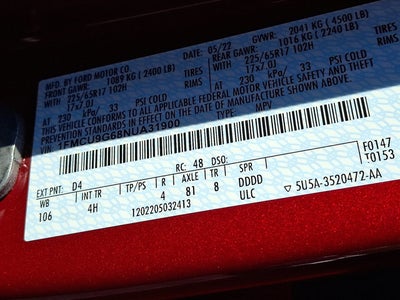 MFD. BY FORD MOTOR CO.
DATE: 05/22 GVWR: 2041 KG (4500 LB)
FRONT GAWR: 1089 KG (2400 LB) REAR GAWR: 1016 KG (2240 LB)
225/65R17 102H TIRES 225/65R17 102H TIRES
17x7.0J RIMS 17x7.0J RIMS
AT 230 kPa/ 33 PSI COLD AT 230 kPa/ 33 PSI COLD
THIS VEHICLE CONFORMS TO ALL APPLICABLE FEDERAL MOTOR VEHICLE SAFETY AND THEFT
PREVENTION STANDARDS IN EFFECT ON THE DATE OF MANUFACTURE SHOWN ABOVE.
1FMCU9G68NUA31900 TYPE: MPV
F0147
T0153
EXT PNT: D4 RC: 48 DSO:
WB INT TR TP/PS R AXLE TR SPR
106 4H 4 81 8 DDDD
ULC
1202205032413 ▽ 5U5A-3520472-AA